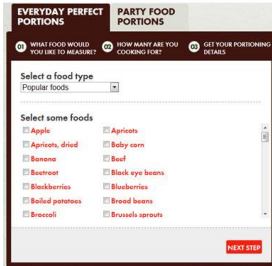 EVERYDAY PERFECT PORTIONS
PARTY FOOD PORTIONS
01 WHAT FOOD WOULD YOU LIKE TO MEASURE?
02 HOW MANY ARE YOU COOKING FOR?
03 GET YOUR PORTIONING DETAILS
Select a food type
Popular foods
Select some foods
Apple Apricots
Apricots, dried Baby corn
Banana Beef
Beetroot Black eye beans
Blackberries Blueberries
Boiled potatoes Broad beans
Broccoli Brussels sprouts
NEXT STEP